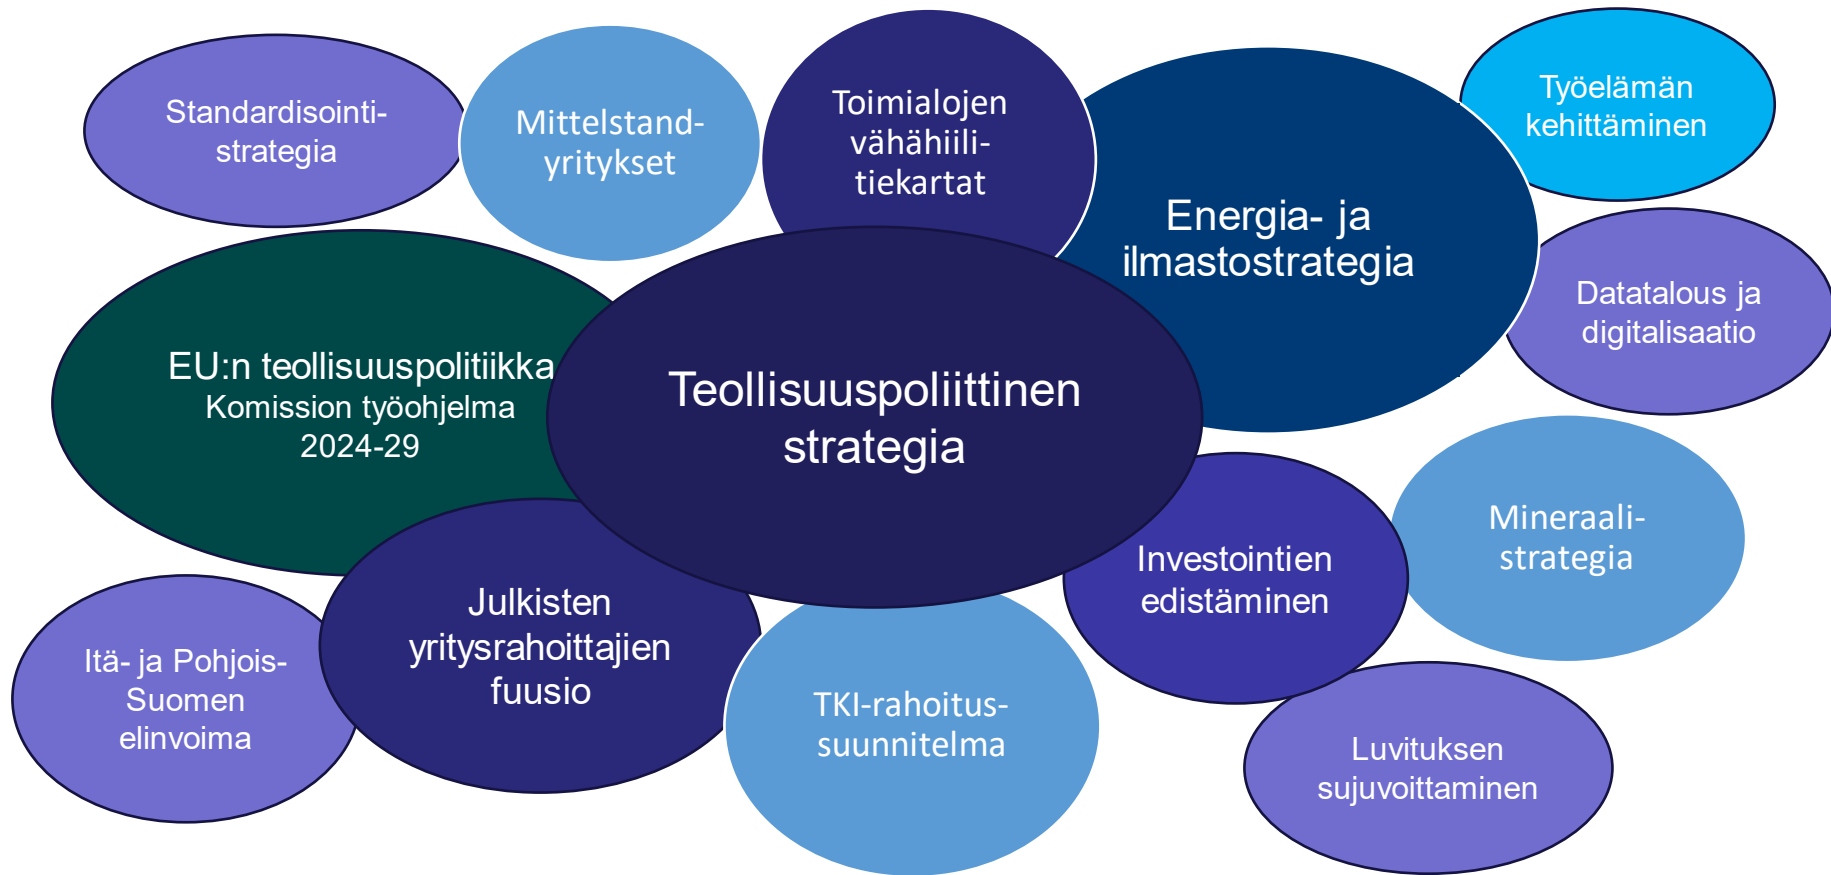 Standardisointi-
strategia
Mittelstand-
yritykset
Toimialojen
vähähiili-
tiekartat
Energia- ja
ilmastostrategia
Työelämän
kehittäminen
Datatalous ja
digitalisaatio
EU:n teollisuuspolitiikka
Komission työohjelma
2024-29
Teollisuuspoliittinen
strategia
Mineraali-
strategia
Investointien
edistäminen
Julkisten
yritysrahoittajien
fuusio
Itä- ja Pohjois-
Suomen
elinvoima
TKI-rahoitus-
suunnitelma
Luvituksen
sujuvoittaminen